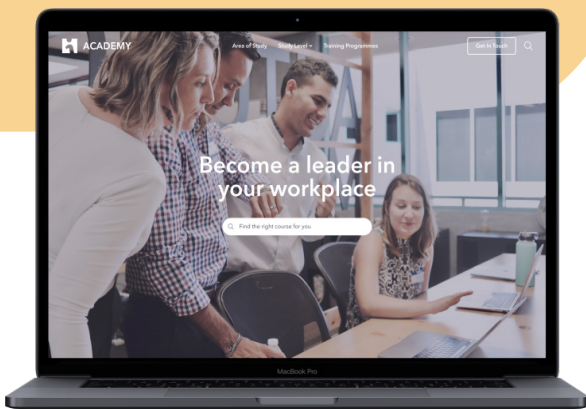 ACADEMY
Area of Study Study Level Training Programmes
Get In Touch
Become a leader in
your workplace
Find the right course for you
MacBook Pro